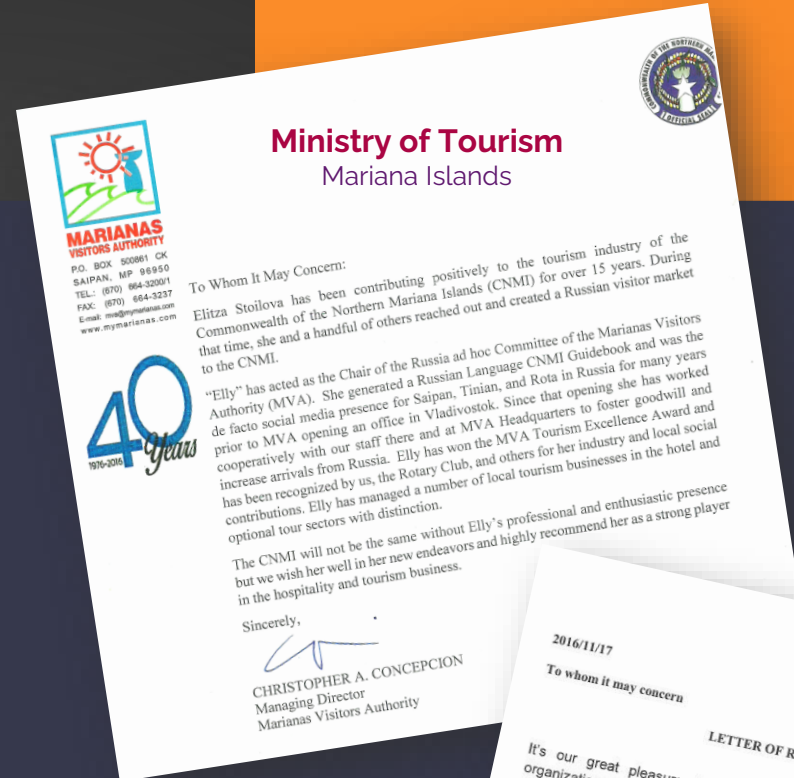 COMMONWEALTH OF THE NORTHERN
OFFICIAL SEAL
Ministry of Tourism
Mariana Islands
MARIANAS
VISITORS AUTHORITY
P.O. BOX 500861 CK
SAIPAN, MP 96950
TEL.: (670) 664-3200/1
FAX: (670) 664-3237
E-mail: mva@mymarianas.com
www.mymarianas.com
40
1976-2016 Years
To Whom It May Concern:
Elitza Stoilova has been contributing positively to the tourism industry of the
Commonwealth of the Northern Mariana Islands (CNMI) for over 15 years. During
that time, she and a handful of others reached out and created a Russian visitor market
to the CNMI.
“Elly” has acted as the Chair of the Russia ad hoc Committee of the Marianas Visitors
Authority (MVA). She generated a Russian Language CNMI Guidebook and was the
de facto social media presence for Saipan, Tinian, and Rota in Russia for many years
prior to MVA opening an office in Vladivostok. Since that opening she has worked
cooperatively with our staff there and at MVA Headquarters to foster goodwill and
increase arrivals from Russia. Elly has won the MVA Tourism Excellence Award and
has been recognized by us, the Rotary Club, and others for her industry and local social
contributions. Elly has managed a number of local tourism businesses in the hotel and
optional tour sectors with distinction.
The CNMI will not be the same without Elly’s professional and enthusiastic presence
but we wish her well in her new endeavors and highly recommend her as a strong player
in the hospitality and tourism business.
Sincerely,
CHRISTOPHER A. CONCEPCION
Managing Director
Marianas Visitors Authority
2016/11/17
To whom it may concern
LETTER OF R
It's our great pleasu
organizatio